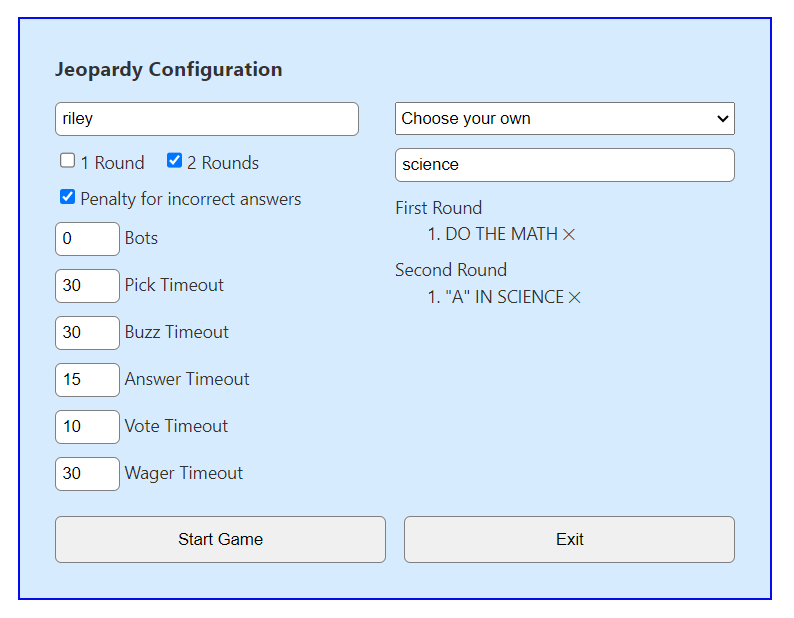 Jeopardy Configuration
riley
1 Round 2 Rounds
Penalty for incorrect answers
0 Bots
30 Pick Timeout
30 Buzz Timeout
15 Answer Timeout
10 Vote Timeout
30 Wager Timeout
Choose your own
science
First Round
1. DO THE MATH ×
Second Round
1. "A" IN SCIENCE ×
Start Game
Exit